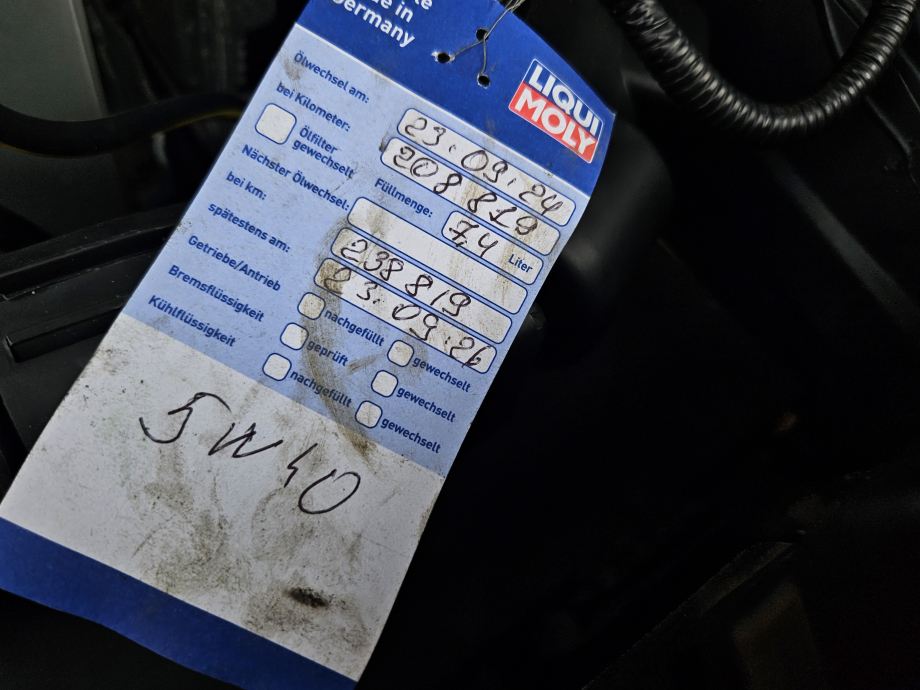 de in
Germany
LIQUI
MOLY
Ölwechsel am: 23.09.24
bei Kilometer: 208 819
Ölfilter
gewechselt Füllmenge: 7,4 Liter
Nächster Ölwechsel:
bei km: 238 819
spätestens am: 23.09.26
Getriebe/Antrieb nachgefüllt gewechselt
Bremsflüssigkeit geprüft gewechselt
Kühlflüssigkeit nachgefüllt gewechselt
5W40